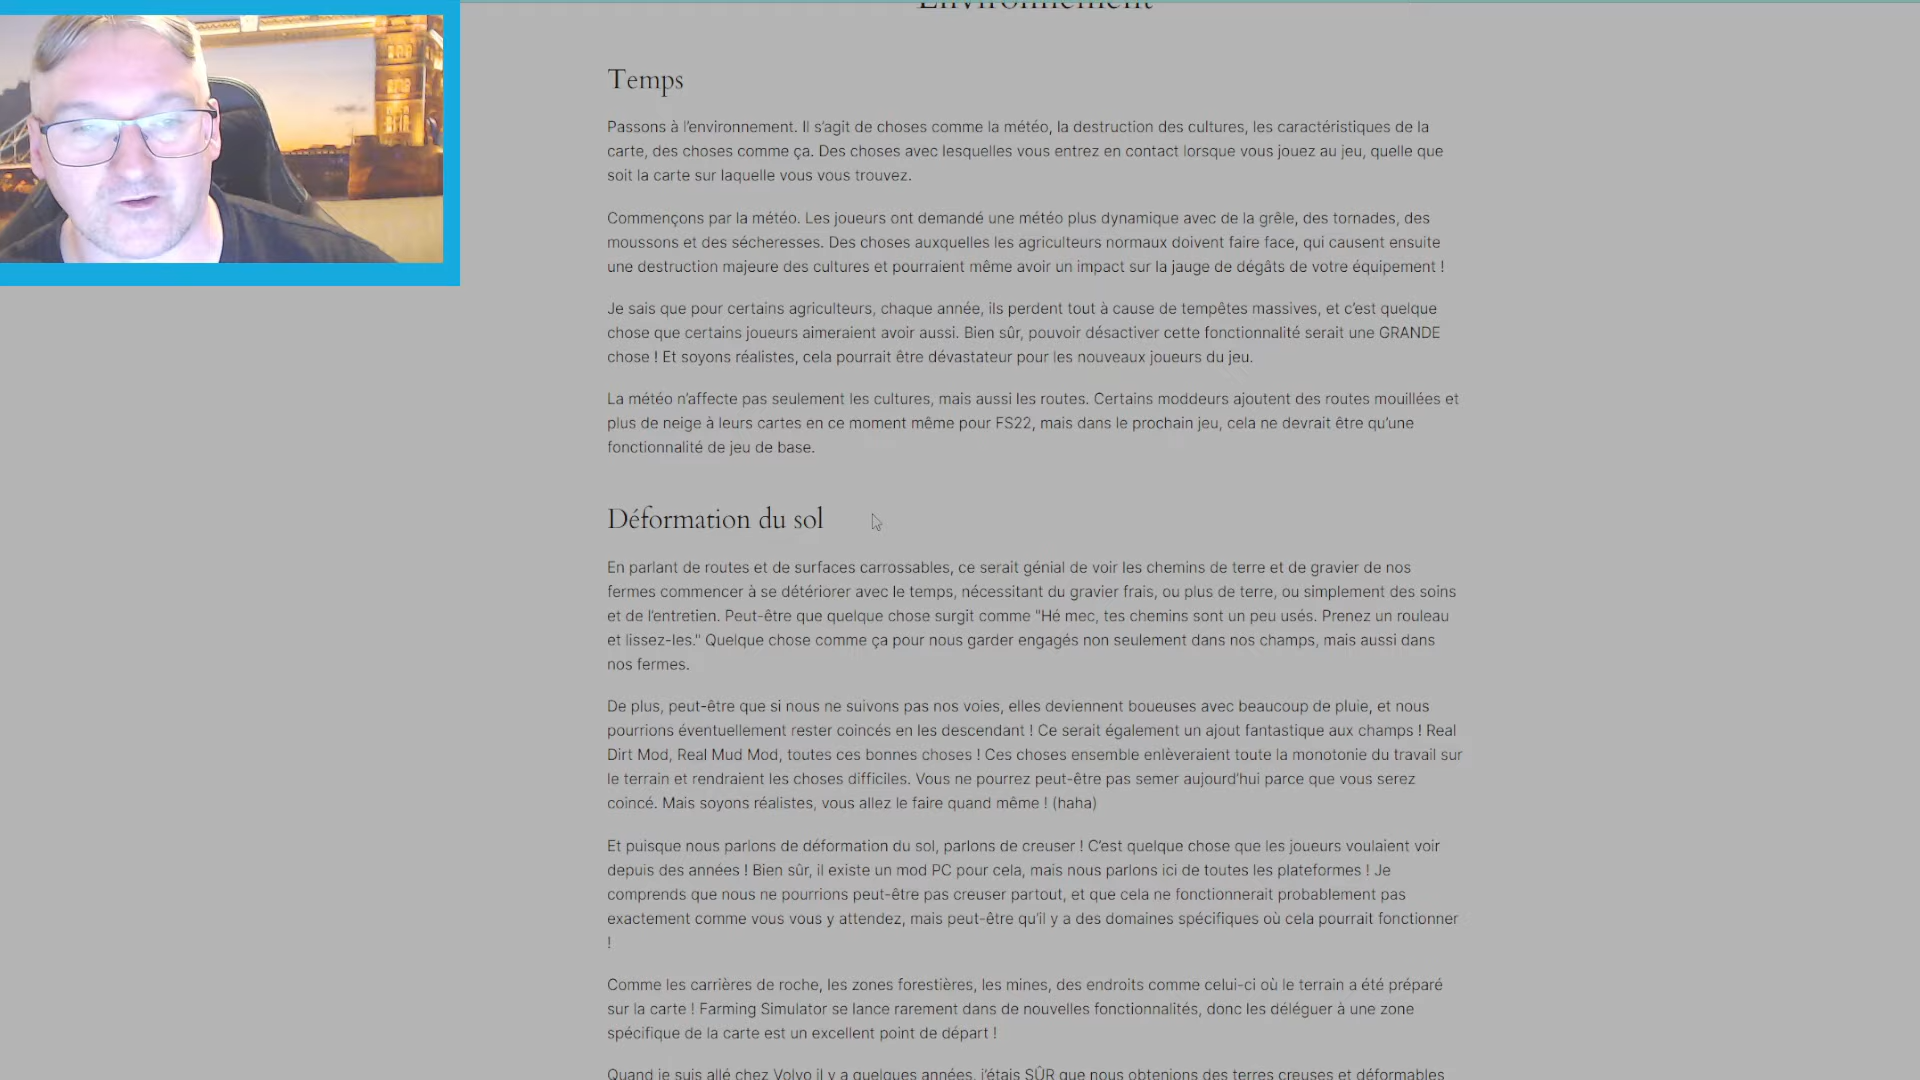 Environnement
Temps
Passons à l'environnement. Il s'agit de choses comme la météo, la destruction des cultures, les caractéristiques de la
carte, des choses comme ça. Des choses avec lesquelles vous entrez en contact lorsque vous jouez au jeu, quelle que
soit la carte sur laquelle vous vous trouvez.
Commençons par la météo. Les joueurs ont demandé une météo plus dynamique avec de la grêle, des tornades, des
moussons et des sécheresses. Des choses auxquelles les agriculteurs normaux doivent faire face, qui causent ensuite
une destruction majeure des cultures et pourraient même avoir un impact sur la jauge de dégâts de votre équipement !
Je sais que pour certains agriculteurs, chaque année, ils perdent tout à cause de tempêtes massives, et c'est quelque
chose que certains joueurs aimeraient avoir aussi. Bien sûr, pouvoir désactiver cette fonctionnalité serait une GRANDE
chose ! Et soyons réalistes, cela pourrait être dévastateur pour les nouveaux joueurs du jeu.
La météo n'affecte pas seulement les cultures, mais aussi les routes. Certains moddeurs ajoutent des routes mouillées et
plus de neige à leurs cartes en ce moment même pour FS22, mais dans le prochain jeu, cela ne devrait être qu'une
fonctionnalité de jeu de base.
Déformation du sol
En parlant de routes et de surfaces carrossables, ce serait génial de voir les chemins de terre et de gravier de nos
fermes commencer à se détériorer avec le temps, nécessitant du gravier frais, ou plus de terre, ou simplement des soins
et de l'entretien. Peut-être que quelque chose surgit comme "Hé mec, tes chemins sont un peu usés. Prenez un rouleau
et lissez-les." Quelque chose comme ça pour nous garder engagés non seulement dans nos champs, mais aussi dans
nos fermes.
De plus, peut-être que si nous ne suivons pas nos voies, elles deviennent boueuses avec beaucoup de pluie, et nous
pourrions éventuellement rester coincés en les descendant ! Ce serait également un ajout fantastique aux champs ! Real
Dirt Mod, Real Mud Mod, toutes ces bonnes choses ! Ces choses ensemble enlèveraient toute la monotonie du travail sur
le terrain et rendraient les choses difficiles. Vous ne pourrez peut-être pas semer aujourd'hui parce que vous serez
coincé. Mais soyons réalistes, vous allez le faire quand même ! (haha)
Et puisque nous parlons de déformation du sol, parlons de creuser ! C'est quelque chose que les joueurs voulaient voir
depuis des années ! Bien sûr, il existe un mod PC pour cela, mais nous parlons ici de toutes les plateformes ! Je
comprends que nous ne pourrions peut-être pas creuser partout, et que cela ne fonctionnerait probablement pas
exactement comme vous vous y attendez, mais peut-être qu'il y a des domaines spécifiques où cela pourrait fonctionner
!
Comme les carrières de roche, les zones forestières, les mines, des endroits comme celui-ci où le terrain a été préparé
sur la carte ! Farming Simulator se lance rarement dans de nouvelles fonctionnalités, donc les déléguer à une zone
spécifique de la carte est un excellent point de départ !
Quand je suis allé chez Volvo il y a quelques années, j'étais SÛR que nous obtenions des terres creuses et déformables